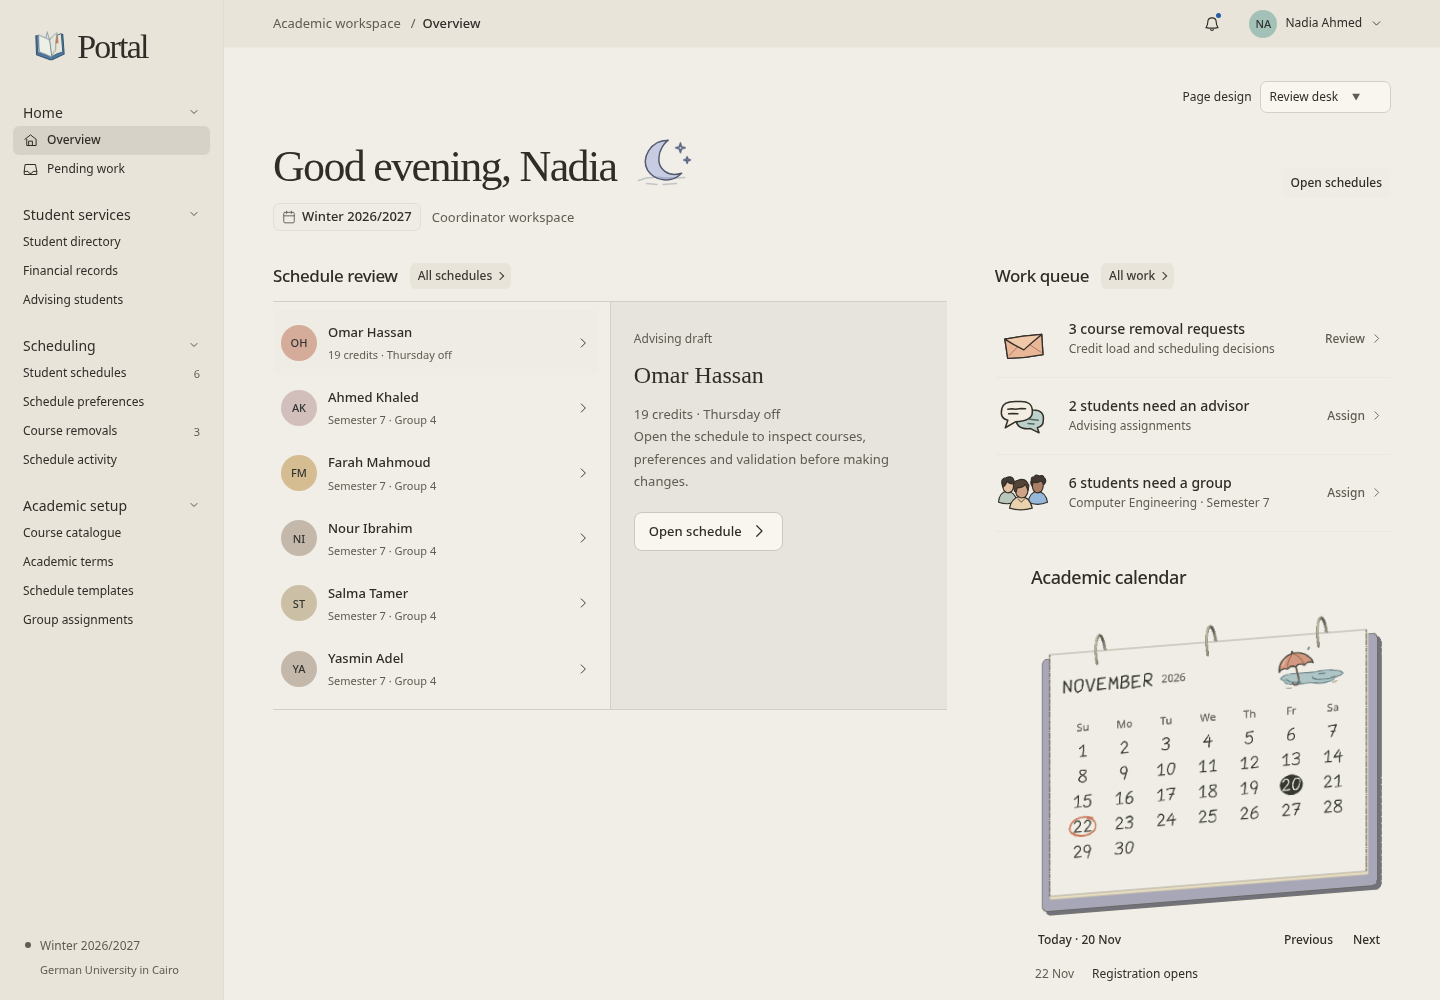 Portal
Home
Overview
Pending work
Student services
Student directory
Financial records
Advising students
Scheduling
Student schedules 6
Schedule preferences
Course removals 3
Schedule activity
Academic setup
Course catalogue
Academic terms
Schedule templates
Group assignments
Winter 2026/2027
German University in Cairo
Academic workspace / Overview
NA Nadia Ahmed
Page design Review desk
Good evening, Nadia
Open schedules
Winter 2026/2027 Coordinator workspace
Schedule review All schedules
OH Omar Hassan
19 credits · Thursday off
AK Ahmed Khaled
Semester 7 · Group 4
FM Farah Mahmoud
Semester 7 · Group 4
NI Nour Ibrahim
Semester 7 · Group 4
ST Salma Tamer
Semester 7 · Group 4
YA Yasmin Adel
Semester 7 · Group 4
Advising draft
Omar Hassan
19 credits · Thursday off
Open the schedule to inspect courses,
preferences and validation before making
changes.
Open schedule
Work queue All work
3 course removal requests
Credit load and scheduling decisions
Review
2 students need an advisor
Advising assignments
Assign
6 students need a group
Computer Engineering · Semester 7
Assign
Academic calendar
NOVEMBER 2026
Su Mo Tu We Th Fr Sa
1 2 3 4 5 6 7
8 9 10 11 12 13 14
15 16 17 18 19 20 21
22 23 24 25 26 27 28
29 30
Today · 20 Nov Previous Next
22 Nov Registration opens